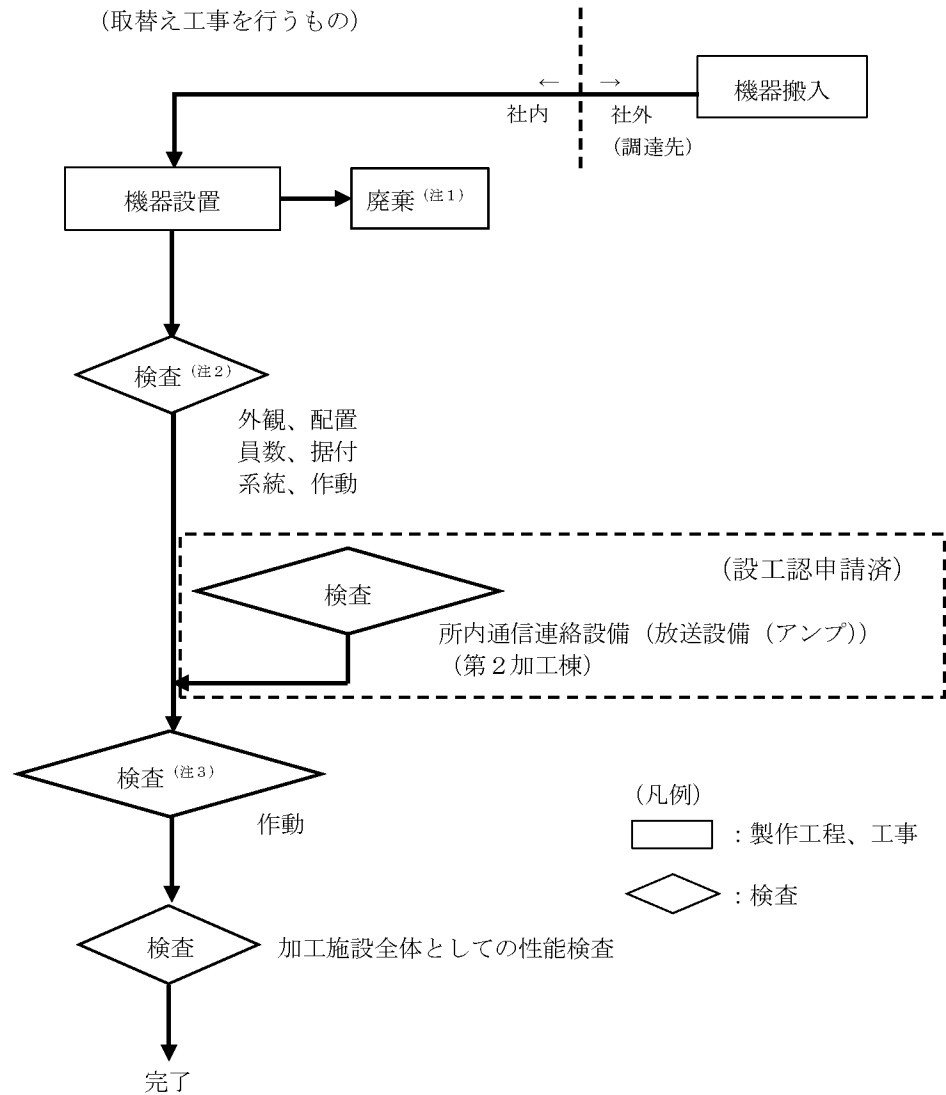 （取替え工事を行うもの）
← →
社内 社外
（調達先）
機器搬入
機器設置
廃棄（注１）
検査（注２）
外観、配置
員数、据付
系統、作動
（設工認申請済）
検査
所内通信連絡設備（放送設備（アンプ））
（第２加工棟）
検査（注３）
作動
（凡例）
：製作工程、工事
：検査
検査
加工施設全体としての性能検査
完了